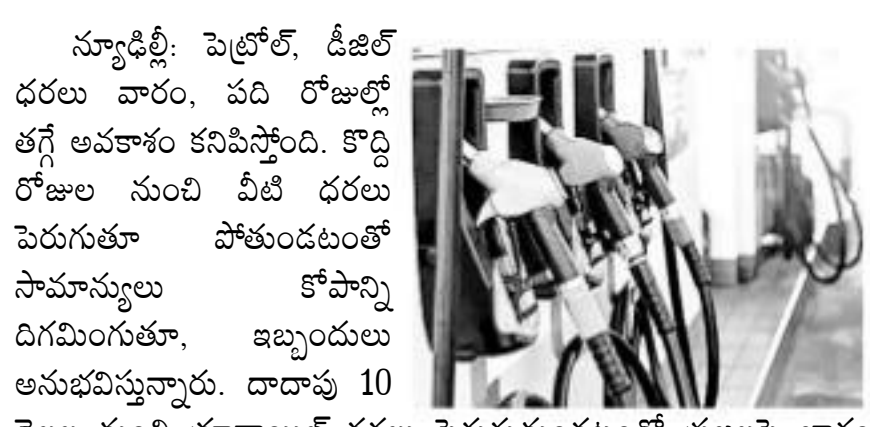 న్యూఢిల్లీ: పెట్రోల్, డీజిల్
ధరలు వారం, పది రోజుల్లో
తగ్గే అవకాశం కనిపిస్తోంది. కొద్ది
రోజుల నుంచి వీటి ధరలు
పెరుగుతూ పోతుండటంతో
సామాన్యులు కోపాన్ని
దిగమింగుతూ, ఇబ్బందులు
అనుభవిస్తున్నారు. దాదాపు 10